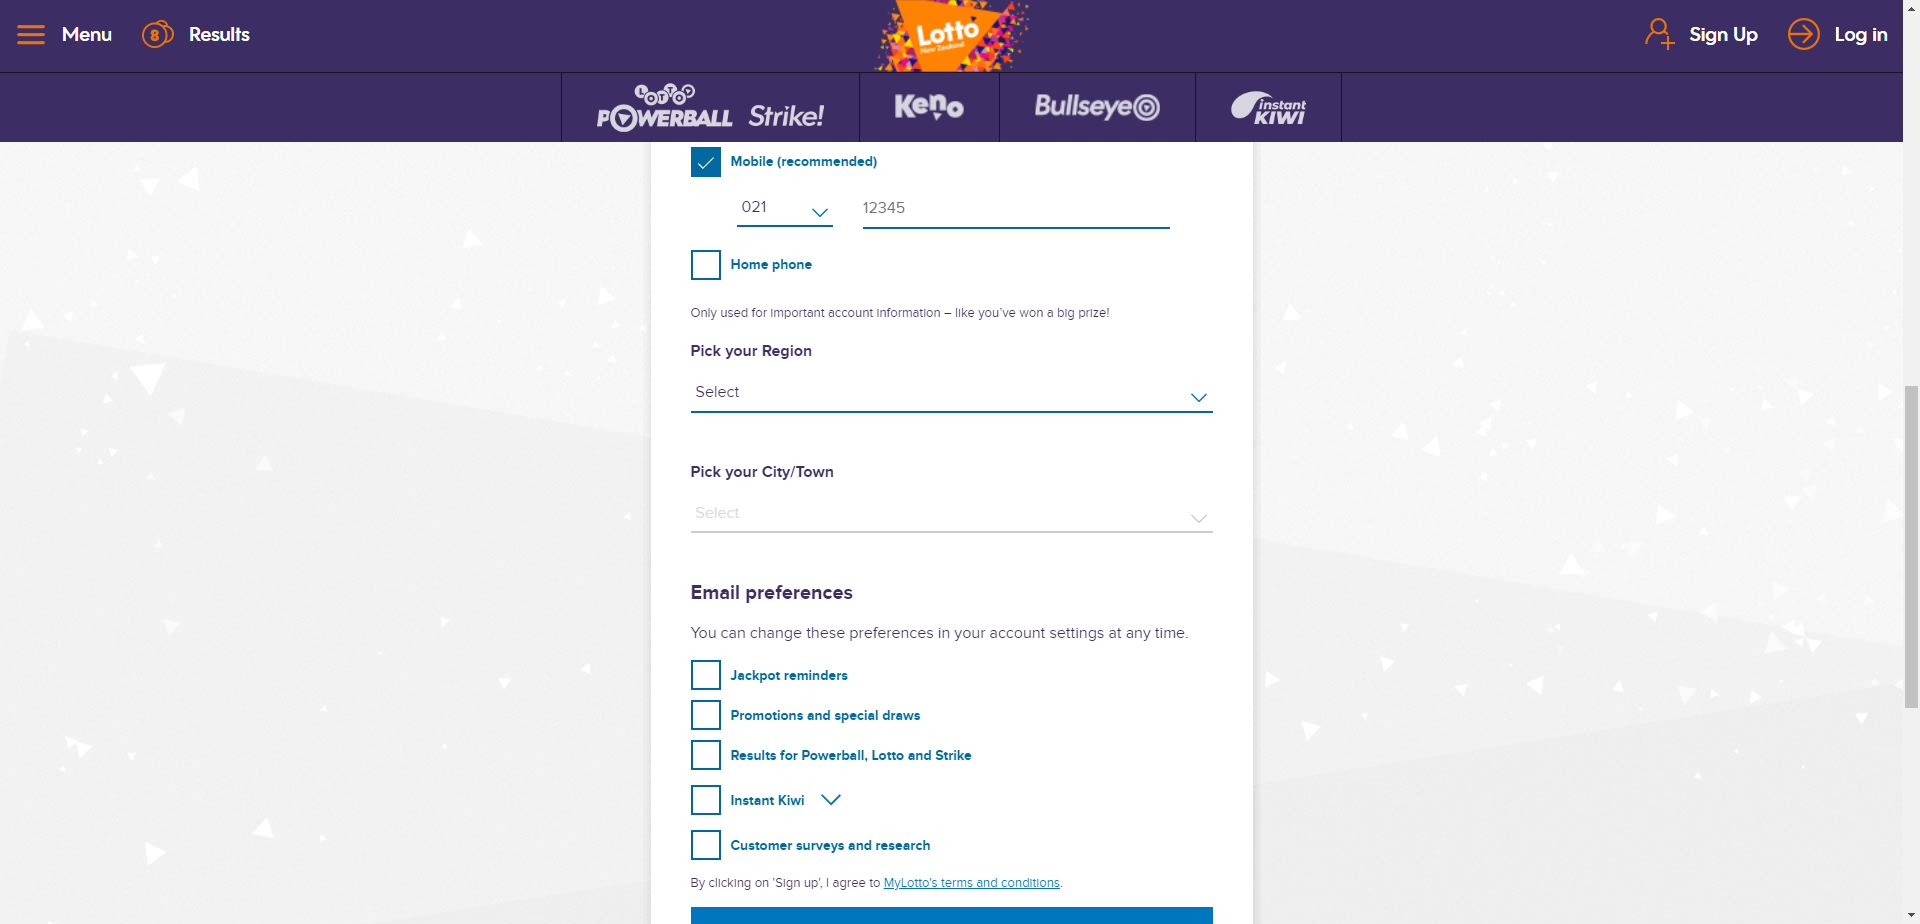 Menu
8
Results
Lotto
New Zealand
Sign Up
Log in
LOTTO
POWERBALL
Strike!
Keno
Bullseye
instant
KIWI
Mobile (recommended)
021
12345
Home phone
Only used for important account information – like you've won a big prize!
Pick your Region
Select
Pick your City/Town
Select
Email preferences
You can change these preferences in your account settings at any time.
Jackpot reminders
Promotions and special draws
Results for Powerball, Lotto and Strike
Instant Kiwi
Customer surveys and research
By clicking on 'Sign up', I agree to MyLotto's terms and conditions.